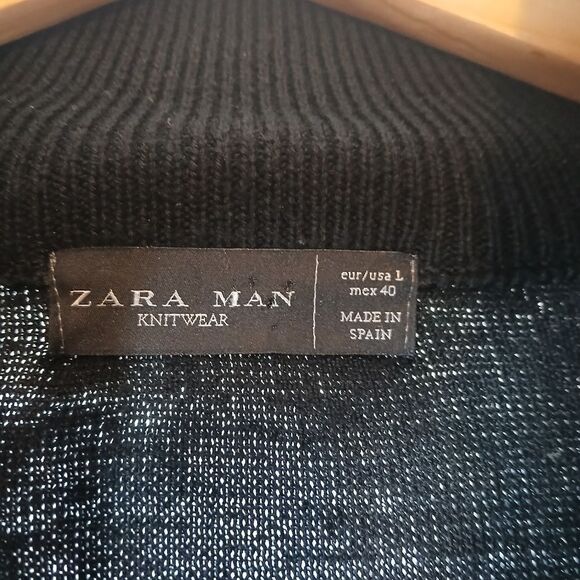 ZARA MAN
KNITWEAR
eur/usa L
mex 40
MADE IN
SPAIN